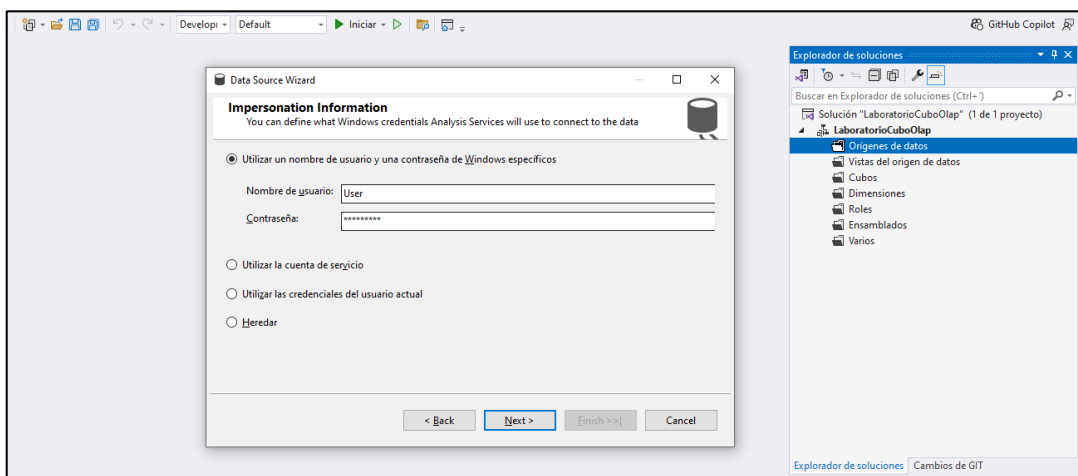 Develop
Default
Iniciar
GitHub Copilot
Data Source Wizard
Impersonation Information
You can define what Windows credentials Analysis Services will use to connect to the data
Utilizar un nombre de usuario y una contraseña de Windows específicos
Nombre de usuario: User
Contraseña: *********
Utilizar la cuenta de servicio
Utilizar las credenciales del usuario actual
Heredar
< Back
Next >
Finish >>|
Cancel
Explorador de soluciones
Buscar en Explorador de soluciones (Ctrl+´)
Solución "LaboratorioCuboOlap" (1 de 1 proyecto)
LaboratorioCuboOlap
Orígenes de datos
Vistas del origen de datos
Cubos
Dimensiones
Roles
Ensamblados
Varios
Explorador de soluciones
Cambios de GIT